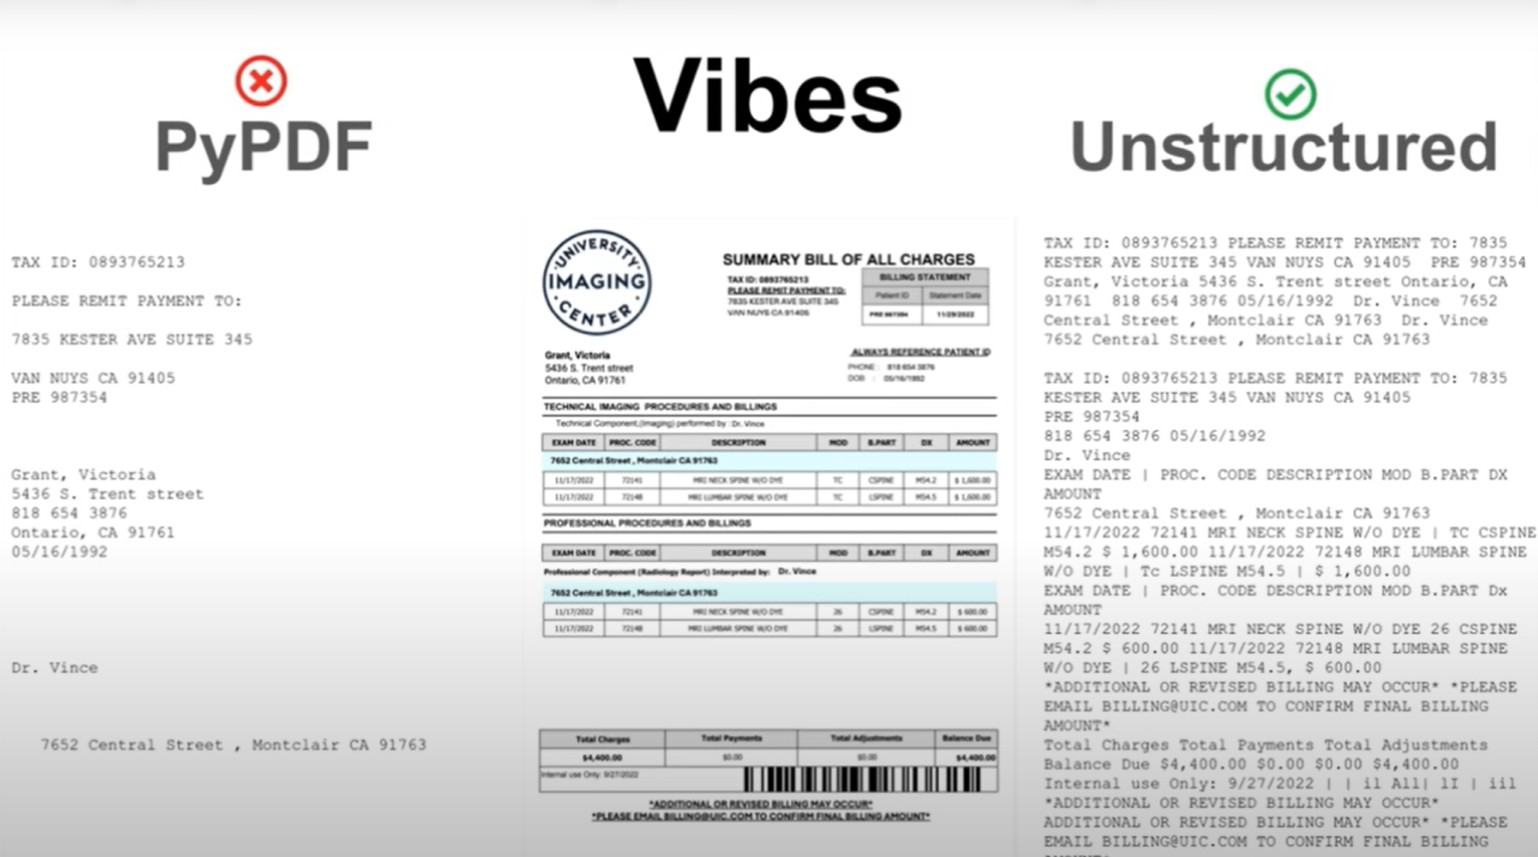 Vibes
PyPDF
TAX ID: 0893765213
PLEASE REMIT PAYMENT TO:
7835 KESTER AVE SUITE 345
VAN NUYS CA 91405
PRE 987354
Grant, Victoria
5436 S. Trent street
818 654 3876
Ontario, CA 91761
05/16/1992
Dr. Vince
7652 Central Street , Montclair CA 91763
UNIVERSITY
IMAGING
CENTER
SUMMARY BILL OF ALL CHARGES
TAX ID: 0893765213
PLEASE REMIT PAYMENT TO:
7835 KESTER AVE SUITE 345
VAN NUYS CA 91405
BILLING STATEMENT
Patient ID Statement Date
PRE 987354 11/29/2022
Grant, Victoria
5436 S. Trent street
Ontario, CA 91761
ALWAYS REFERENCE PATIENT ID
PHONE : 818 654 3876
DOB : 05/16/1992
TECHNICAL IMAGING PROCEDURES AND BILLINGS
Technical Component,(Imaging) performed by : Dr. Vince
EXAM DATE PROC. CODE DESCRIPTION MOD B.PART DX AMOUNT
7652 Central Street , Montclair CA 91763
11/17/2022 72141 MRI NECK SPINE W/O DYE TC CSPINE M54.2 $ 1,600.00
11/17/2022 72148 MRI LUMBAR SPINE W/O DYE TC LSPINE M54.5 $ 1,600.00
PROFESSIONAL PROCEDURES AND BILLINGS
EXAM DATE PROC. CODE DESCRIPTION MOD B.PART DX AMOUNT
Professional Component (Radiology Report) Interpreted by: Dr. Vince
7652 Central Street , Montclair CA 91763
11/17/2022 72141 MRI NECK SPINE W/O DYE 26 CSPINE M54.2 $ 600.00
11/17/2022 72148 MRI LUMBAR SPINE W/O DYE 26 LSPINE M54.5 $ 600.00
Total Charges Total Payments Total Adjustments Balance Due
$4,400.00 $0.00 $0.00 $4,400.00
Internal use Only: 9/27/2022
*ADDITIONAL OR REVISED BILLING MAY OCCUR*
*PLEASE EMAIL BILLING@UIC.COM TO CONFIRM FINAL BILLING AMOUNT*
Unstructured
TAX ID: 0893765213 PLEASE REMIT PAYMENT TO: 7835
KESTER AVE SUITE 345 VAN NUYS CA 91405 PRE 987354
Grant, Victoria 5436 S. Trent street Ontario, CA
91761 818 654 3876 05/16/1992 Dr. Vince 7652
Central Street , Montclair CA 91763 Dr. Vince
7652 Central Street , Montclair CA 91763
TAX ID: 0893765213 PLEASE REMIT PAYMENT TO: 7835
KESTER AVE SUITE 345 VAN NUYS CA 91405
PRE 987354
818 654 3876 05/16/1992
Dr. Vince
EXAM DATE | PROC. CODE DESCRIPTION MOD B.PART DX
AMOUNT
7652 Central Street , Montclair CA 91763
11/17/2022 72141 MRI NECK SPINE W/O DYE | TC CSPINE
M54.2 $ 1,600.00 11/17/2022 72148 MRI LUMBAR SPINE
W/O DYE | Tc LSPINE M54.5 | $ 1,600.00
EXAM DATE | PROC. CODE DESCRIPTION MOD B.PART Dx
AMOUNT
11/17/2022 72141 MRI NECK SPINE W/O DYE 26 CSPINE
M54.2 $ 600.00 11/17/2022 72148 MRI LUMBAR SPINE
W/O DYE | 26 LSPINE M54.5, $ 600.00
*ADDITIONAL OR REVISED BILLING MAY OCCUR* *PLEASE
EMAIL BILLING@UIC.COM TO CONFIRM FINAL BILLING
AMOUNT*
Total Charges Total Payments Total Adjustments
Balance Due $4,400.00 $0.00 $0.00 $4,400.00
Internal use Only: 9/27/2022 | | il All| lI | iil
*ADDITIONAL OR REVISED BILLING MAY OCCUR*
ADDITIONAL OR REVISED BILLING MAY OCCUR* *PLEASE
EMAIL BILLING@UIC.COM TO CONFIRM FINAL BILLING